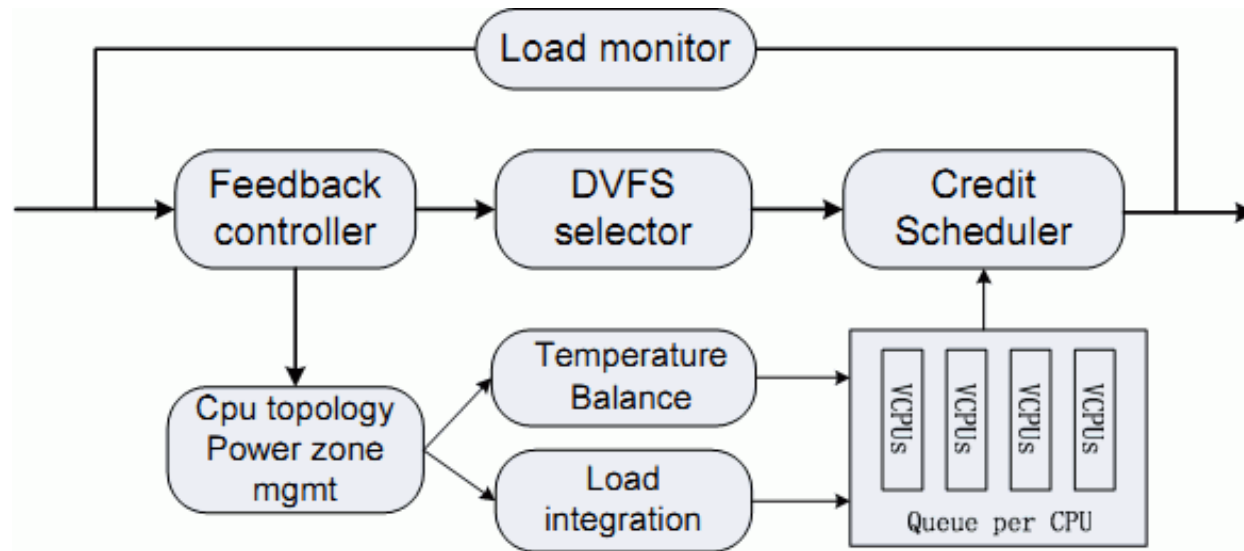 Load monitor
Feedback
controller
DVFS
selector
Credit
Scheduler
Cpu topology
Power zone
mgmt
Temperature
Balance
Load
integration
VCPUs
VCPUs
VCPUs
VCPUs
Queue per CPU